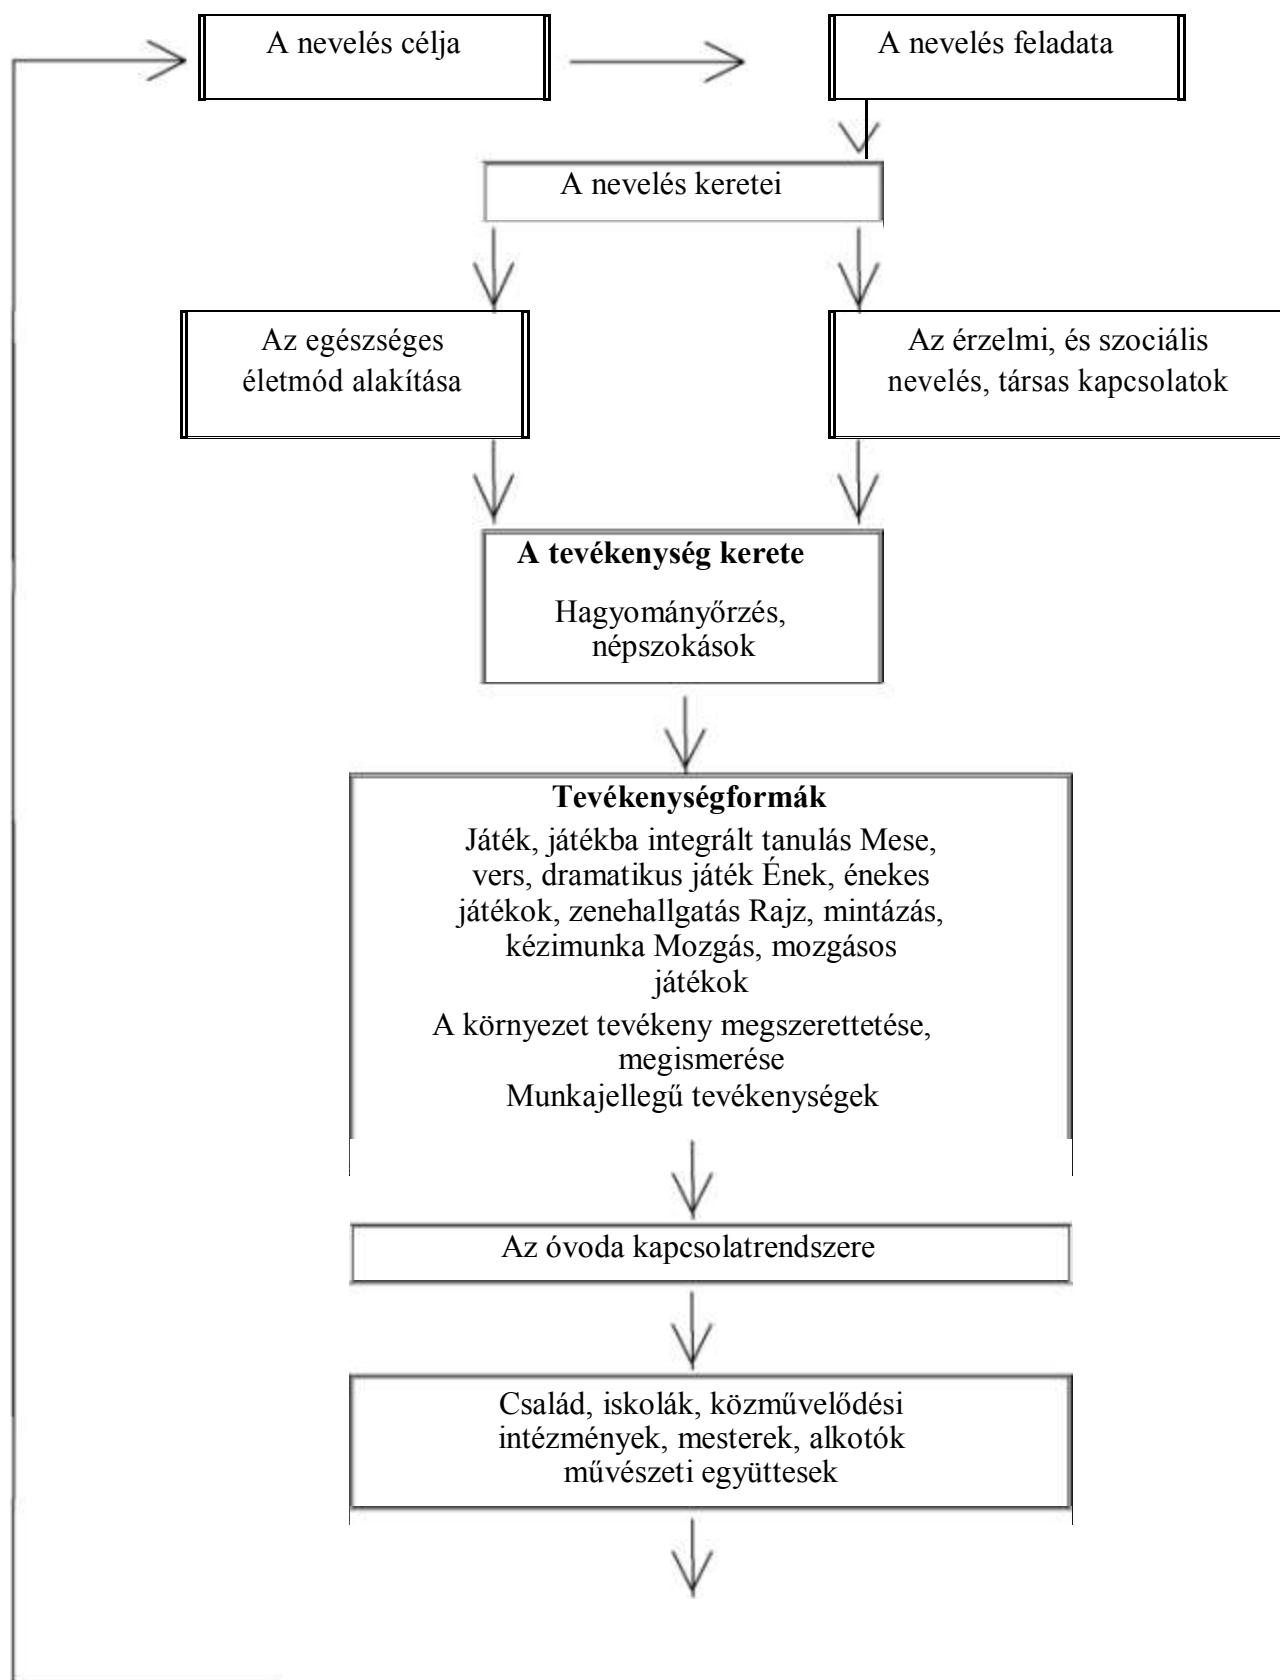 A nevelés célja
A nevelés feladata
A nevelés keretei
Az egészséges
életmód alakítása
Az érzelmi, és szociális
nevelés, társas kapcsolatok
A tevékenység kerete
Hagyományőrzés,
népszokások
Tevékenységformák
Játék, játékba integrált tanulás Mese,
vers, dramatikus játék Ének, énekes
játékok, zenehallgatás Rajz, mintázás,
kézimunka Mozgás, mozgásos
játékok
A környezet tevékeny megszerettetése,
megismerése
Munkajellegű tevékenységek
Az óvoda kapcsolatrendszere
Család, iskolák, közművelődési
intézmények, mesterek, alkotók
művészeti együttesek